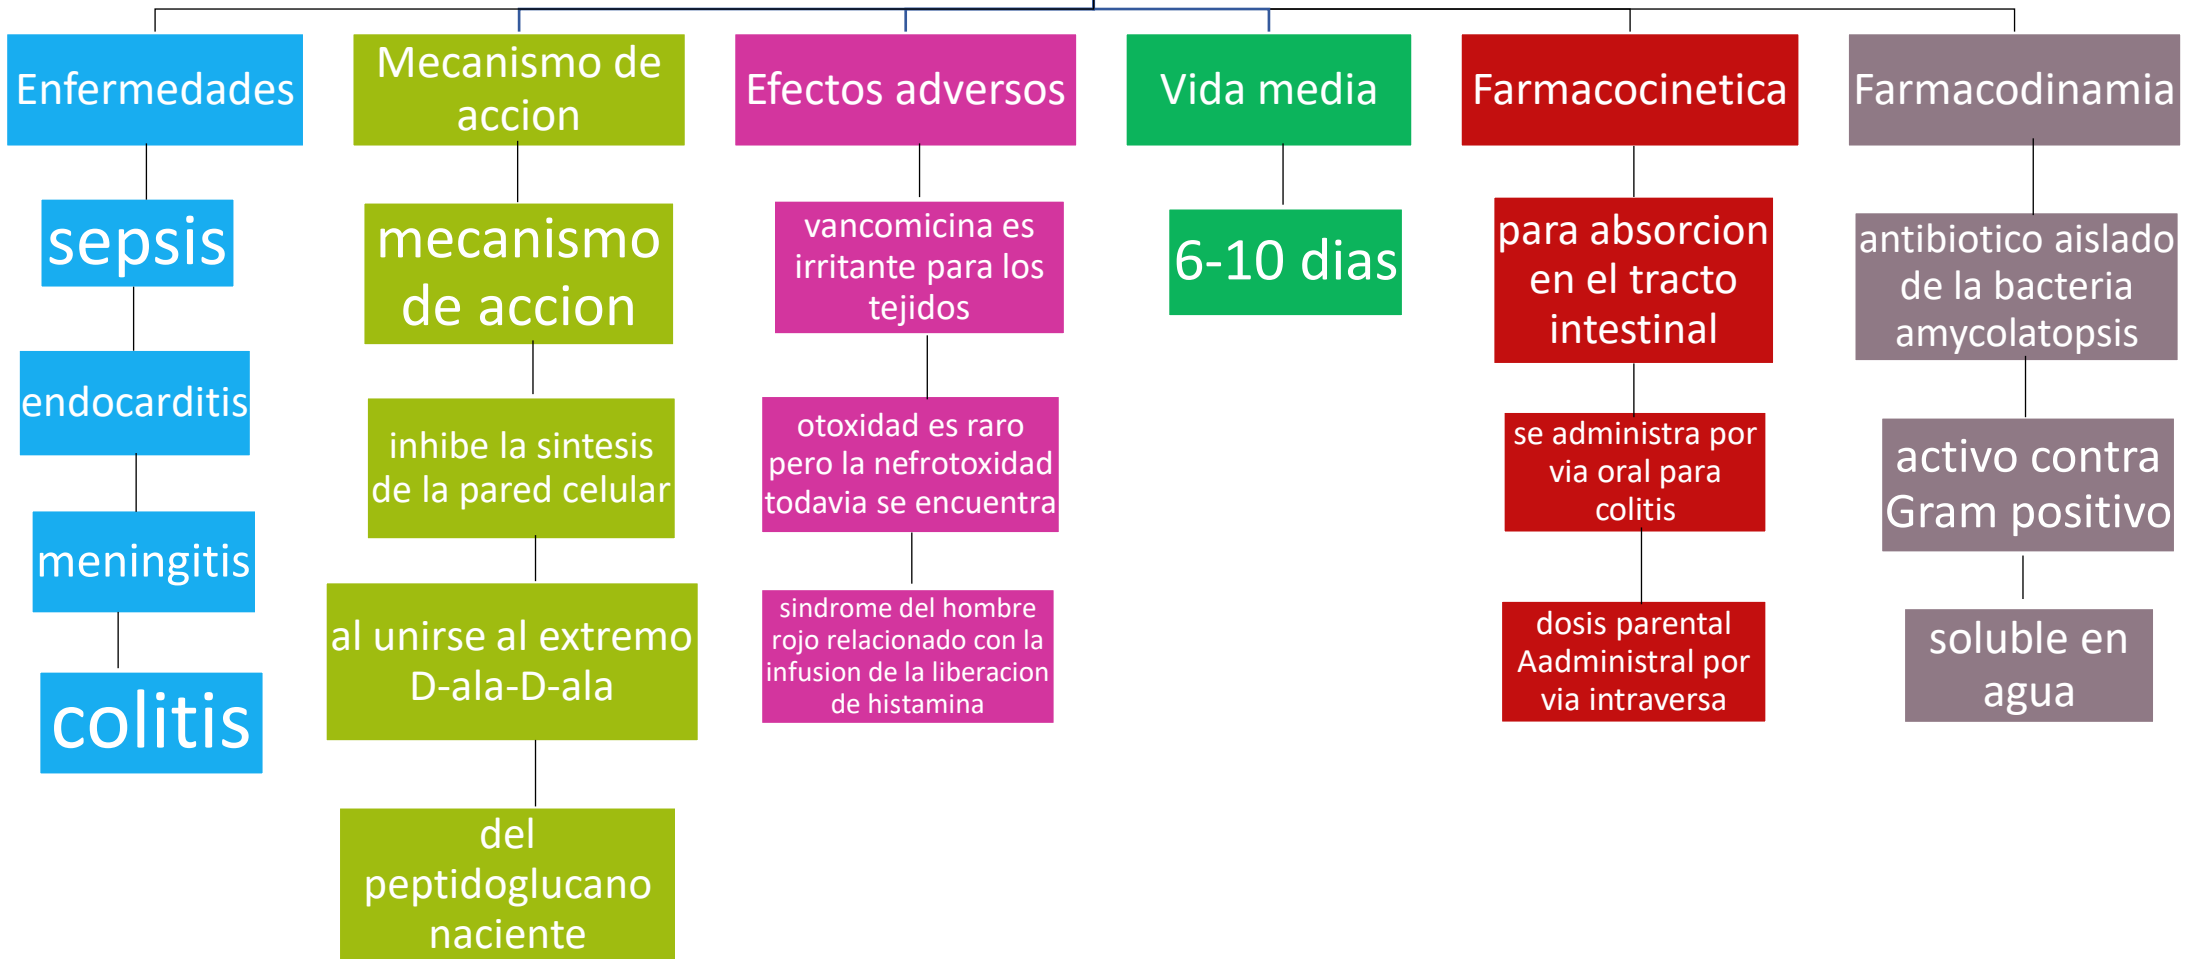 Enfermedades
sepsis
endocarditis
meningitis
colitis
Mecanismo de
accion
mecanismo
de accion
inhibe la sintesis
de la pared celular
al unirse al extremo
D-ala-D-ala
del
peptidoglucano
naciente
Efectos adversos
vancomicina es
irritante para los
tejidos
otoxidad es raro
pero la nefrotoxidad
todavia se encuentra
sindrome del hombre
rojo relacionado con la
infusion de la liberacion
de histamina
Vida media
6-10 dias
Farmacocinetica
para absorcion
en el tracto
intestinal
se administra por
via oral para
colitis
dosis parental
Aadministral por
via intraversa
Farmacodinamia
antibiotico aislado
de la bacteria
amycolatopsis
activo contra
Gram positivo
soluble en
agua